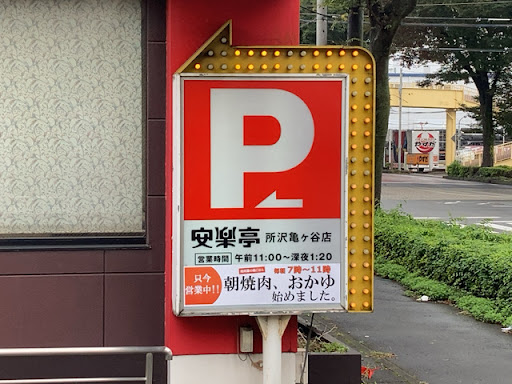 P
安楽亭 所沢亀ヶ谷店
営業時間 午前11:00〜深夜1:20
只今
営業中!!
毎朝 7時〜11時
朝焼肉、おかゆ
始めました。